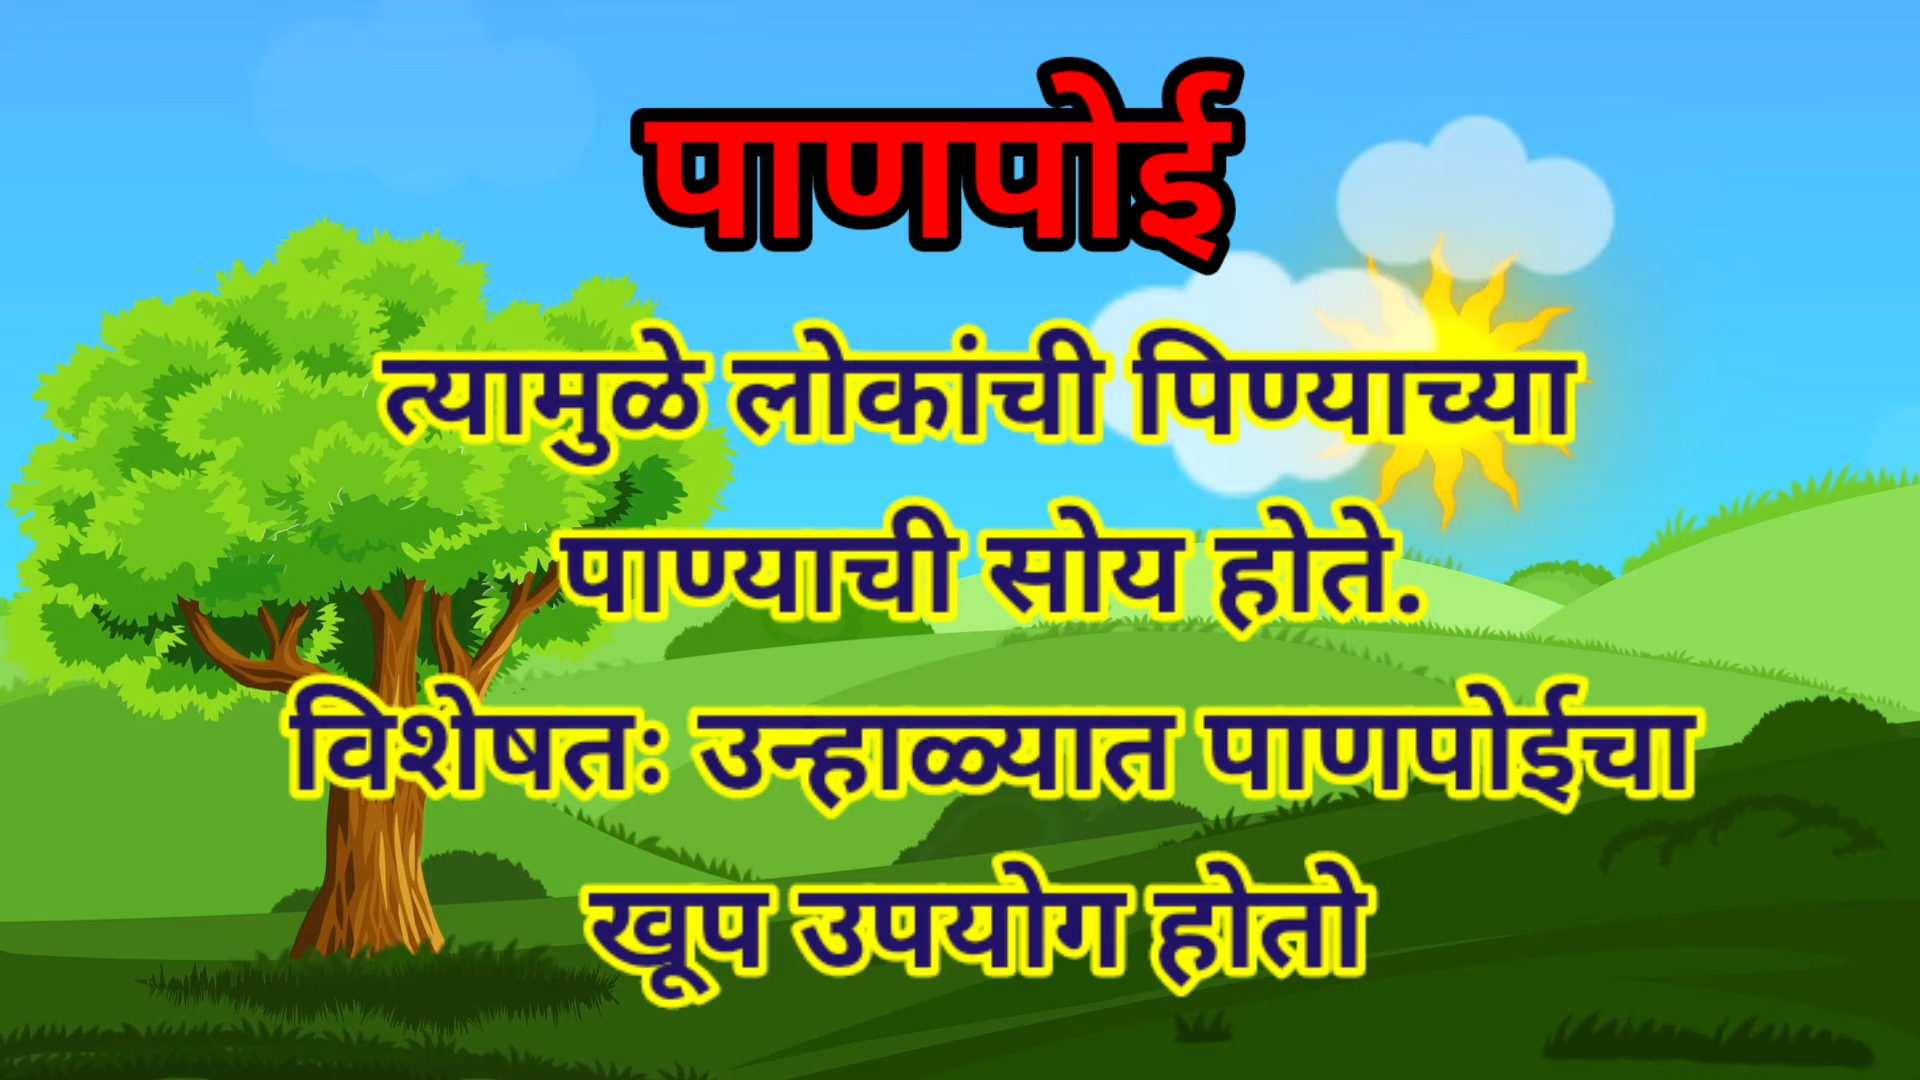 पाणपोई
त्यामुळे लोकांची पिण्याच्या
पाण्याची सोय होते.
विशेषतः उन्हाळ्यात पाणपोईचा
खूप उपयोग होतो